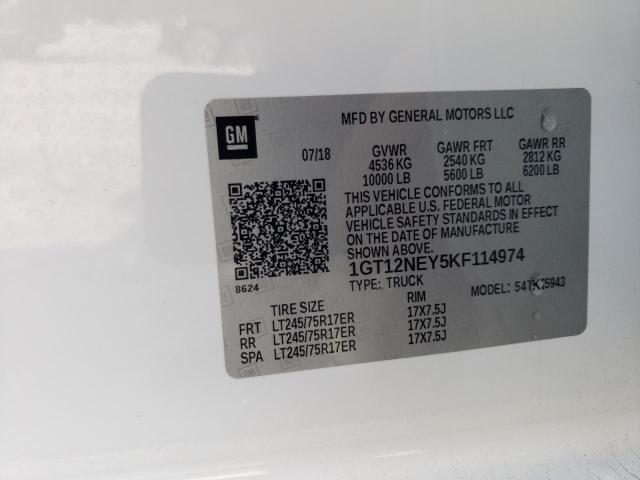 GM
MFD BY GENERAL MOTORS LLC
07/18
GVWR GAWR FRT GAWR RR
4536 KG 2540 KG 2812 KG
10000 LB 5600 LB 6200 LB
THIS VEHICLE CONFORMS TO ALL
APPLICABLE U.S. FEDERAL MOTOR
VEHICLE SAFETY STANDARDS IN EFFECT
ON THE DATE OF MANUFACTURE
SHOWN ABOVE.
1GT12NEY5KF114974
8624
TYPE: TRUCK MODEL:
TIRE SIZE RIM
FRT LT245/75R17ER 17X7.5J
RR LT245/75R17ER 17X7.5J
SPA LT245/75R17ER 17X7.5J